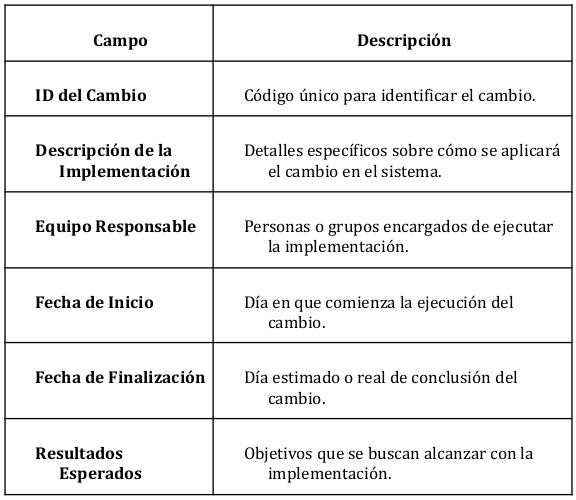 Campo Descripción
ID del Cambio Código único para identificar el cambio.
Descripción de la Implementación Detalles específicos sobre cómo se aplicará
el cambio en el sistema.
Equipo Responsable Personas o grupos encargados de ejecutar
la implementación.
Fecha de Inicio Día en que comienza la ejecución del
cambio.
Fecha de Finalización Día estimado o real de conclusión del
cambio.
Resultados Esperados Objetivos que se buscan alcanzar con la
implementación.